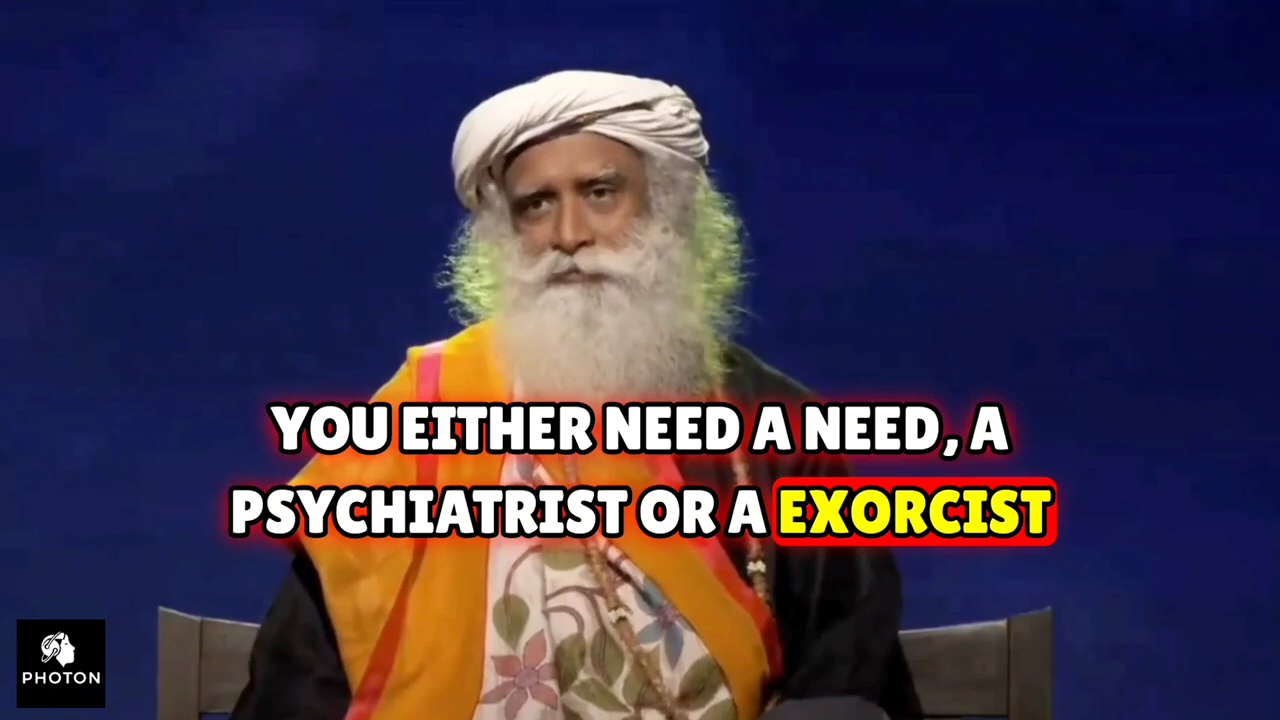 YOU EITHER NEED A NEED, A
PSYCHIATRIST OR A EXORCIST
PHOTON